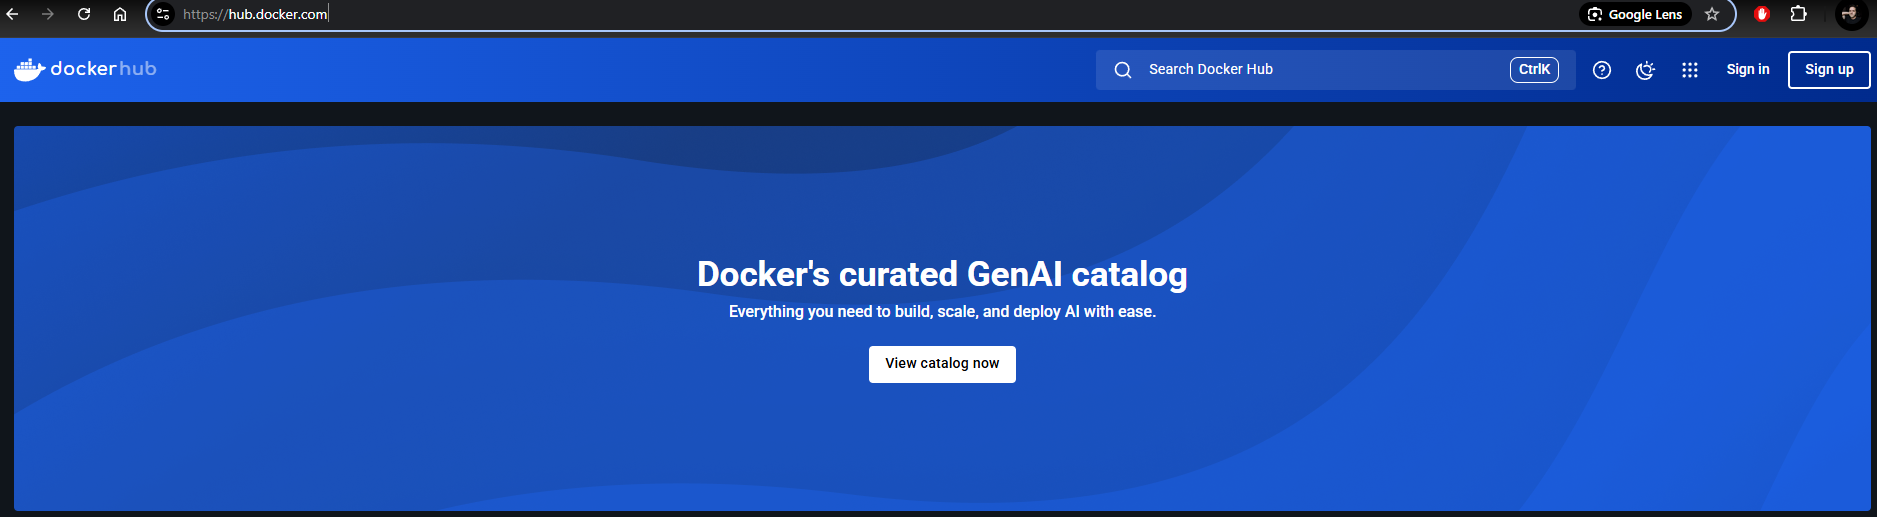 https://hub.docker.com
Google Lens
docker hub
Search Docker Hub
CtrlK
Sign in
Sign up
Docker's curated GenAI catalog
Everything you need to build, scale, and deploy AI with ease.
View catalog now